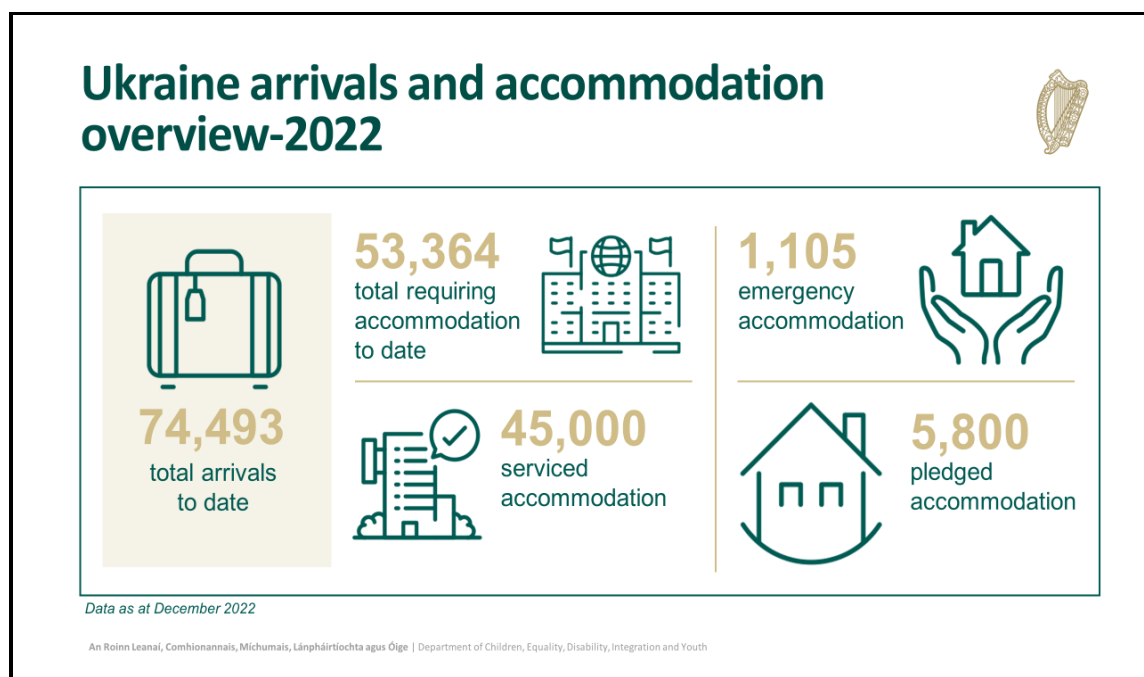 Ukraine arrivals and accommodation
overview-2022
74,493
total arrivals
to date
53,364
total requiring
accommodation
to date
45,000
serviced
accommodation
1,105
emergency
accommodation
5,800
pledged
accommodation
Data as at December 2022
An Roinn Leanaí, Comhionannais, Míchumais, Lánpháirtíochta agus Óige | Department of Children, Equality, Disability, Integration and Youth